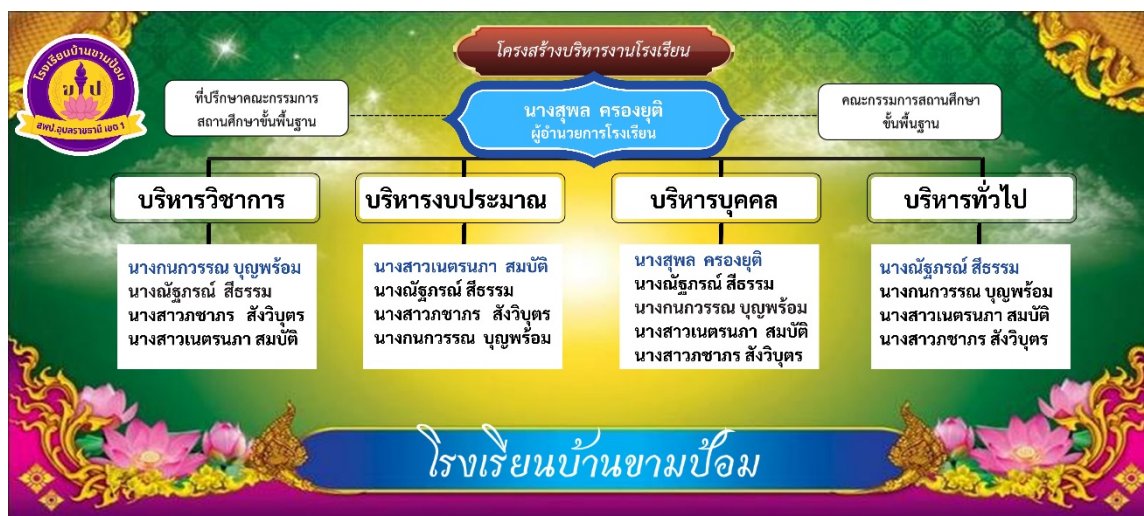 โรงเรียนบ้านขามป้อม
ข ป
สพป.อุบลราชธานี เขต 1
โครงสร้างบริหารงานโรงเรียน
ที่ปรึกษาคณะกรรมการ
สถานศึกษาขั้นพื้นฐาน
นางสุพล ครองยุติ
ผู้อำนวยการโรงเรียน
คณะกรรมการสถานศึกษา
ขั้นพื้นฐาน
บริหารวิชาการ
นางกนกวรรณ บุญพร้อม
นางณัฐภรณ์ สีธรรม
นางสาวภชาภร สังวิบุตร
นางสาวเนตรนภา สมบัติ
บริหารงบประมาณ
นางสาวเนตรนภา สมบัติ
นางณัฐภรณ์ สีธรรม
นางสาวภชาภร สังวิบุตร
นางกนกวรรณ บุญพร้อม
บริหารบุคคล
นางสุพล ครองยุติ
นางณัฐภรณ์ สีธรรม
นางกนกวรรณ บุญพร้อม
นางสาวเนตรนภา สมบัติ
นางสาวภชาภร สังวิบุตร
บริหารทั่วไป
นางณัฐภรณ์ สีธรรม
นางกนกวรรณ บุญพร้อม
นางสาวเนตรนภา สมบัติ
นางสาวภชาภร สังวิบุตร
โรงเรียนบ้านขามป้อม